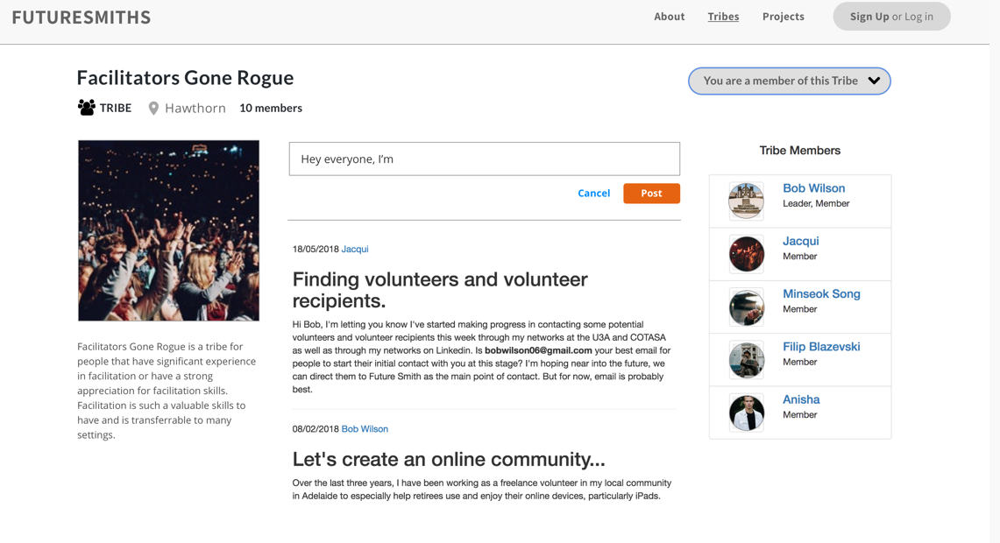 FUTURESMITHS
About Tribes Projects Sign Up or Log in
Facilitators Gone Rogue
You are a member of this Tribe
TRIBE Hawthorn 10 members
Hey everyone, I’m
Cancel Post
18/05/2018 Jacqui
Finding volunteers and volunteer
recipients.
Hi Bob, I'm letting you know I've started making progress in contacting some potential
volunteers and volunteer recipients this week through my networks at the U3A and COTASA
as well as through my networks on Linkedin. Is bobwilson06@gmail.com your best email for
people to start their initial contact with you at this stage? I'm hoping near into the future, we
can direct them to Future Smith as the main point of contact. But for now, email is probably
best.
08/02/2018 Bob Wilson
Let's create an online community...
Over the last three years, I have been working as a freelance volunteer in my local community
in Adelaide to especially help retirees use and enjoy their online devices, particularly iPads.
Facilitators Gone Rogue is a tribe for
people that have significant experience
in facilitation or have a strong
appreciation for facilitation skills.
Facilitation is such a valuable skills to
have and is transferrable to many
settings.
Tribe Members
Bob Wilson
Leader, Member
Jacqui
Member
Minseok Song
Member
Filip Blazevski
Member
Anisha
Member